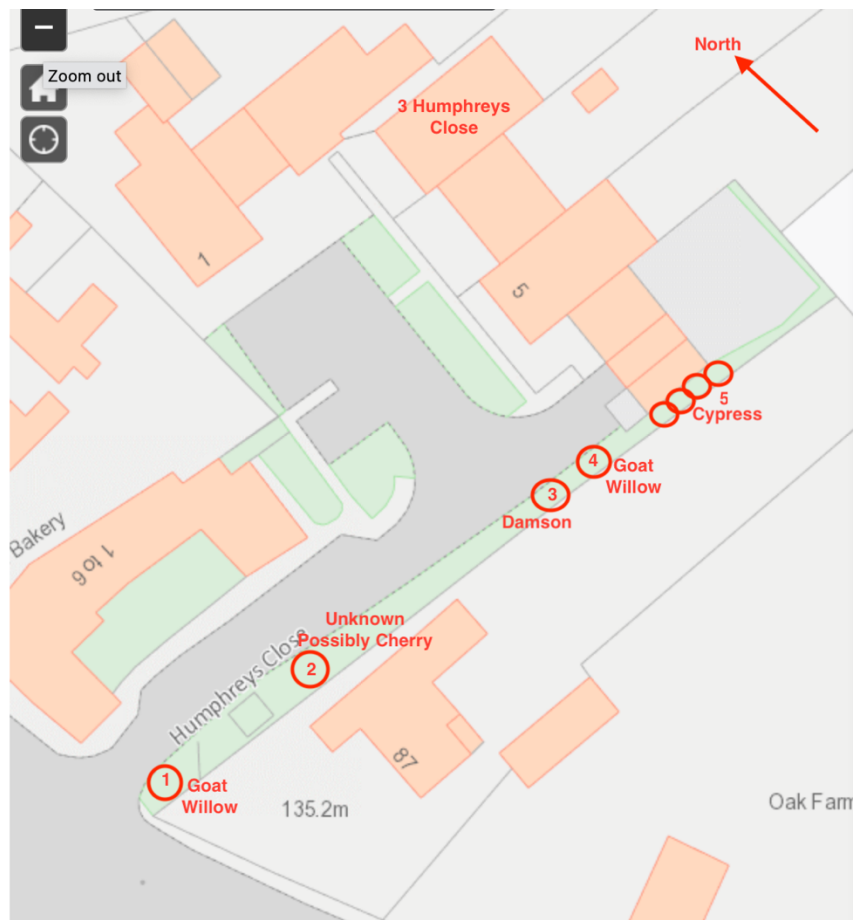 Zoom out
North
3 Humphreys
Close
1
5
5
Cypress
4
Goat
Willow
3
Damson
Bakery
1 to 6
Unknown
Possibly Cherry
2
Humphreys Close
87
1
Goat
Willow
135.2m
Oak Farm